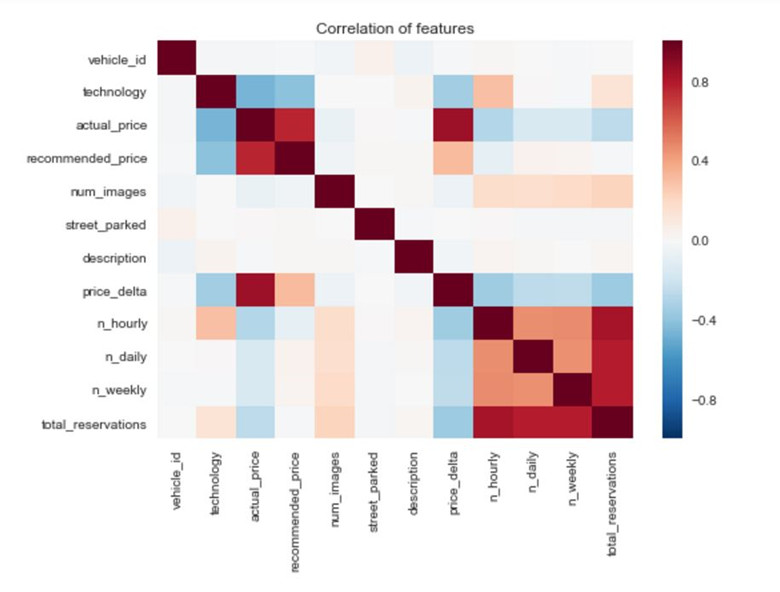 Correlation of features
vehicle_id
technology
actual_price
recommended_price
num_images
street_parked
description
price_delta
n_hourly
n_daily
n_weekly
total_reservations
0.8
0.4
0.0
−0.4
−0.8
vehicle_id
technology
actual_price
recommended_price
num_images
street_parked
description
price_delta
n_hourly
n_daily
n_weekly
total_reservations